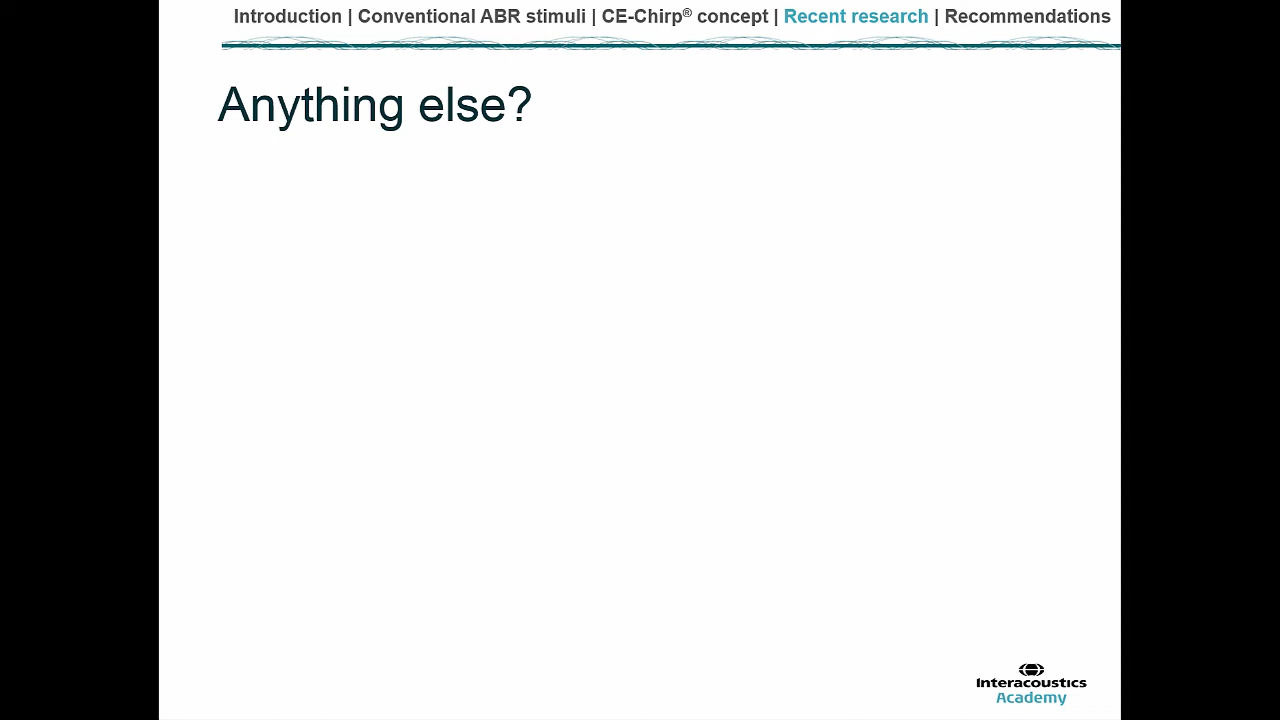 Introduction | Conventional ABR stimuli | CE-Chirp® concept | Recent research | Recommendations
Anything else?
Interacoustics
Academy